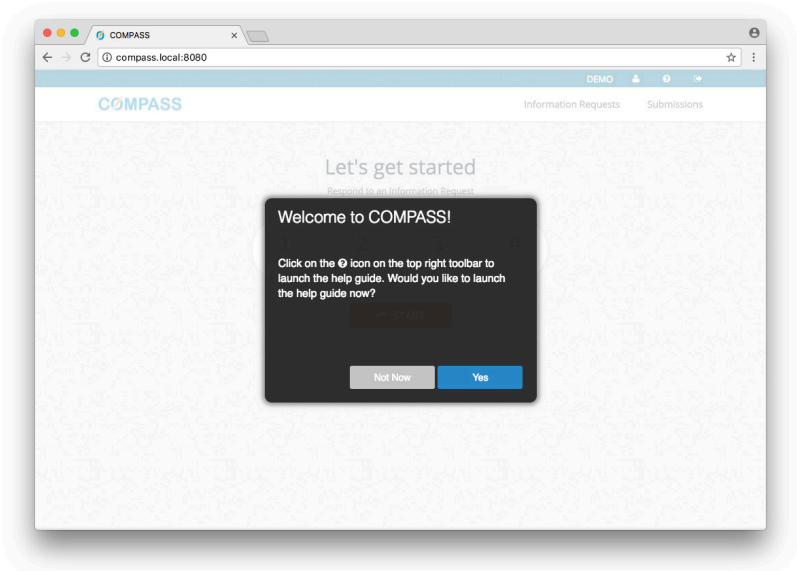 COMPASS
compass.local:8080
DEMO
COMPASS
Information Requests Submissions
Let's get started
Respond to an Information Request
Welcome to COMPASS!
Click on the ? icon on the top right toolbar to
launch the help guide. Would you like to launch
the help guide now?
START
Not Now Yes